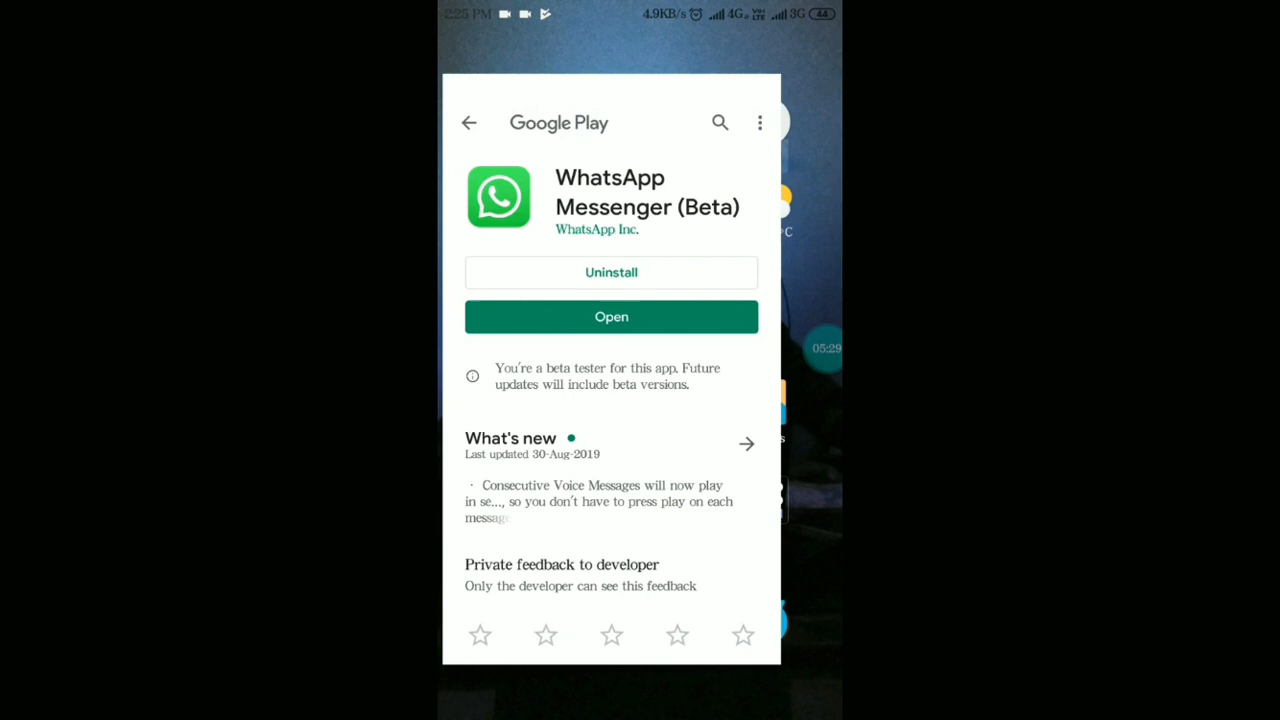 2:25 PM 4.9KB/s 4G VoLTE 3G 44
Google Play
WhatsApp
Messenger (Beta)
WhatsApp Inc.
Uninstall
Open
You're a beta tester for this app. Future
updates will include beta versions.
What's new
Last updated 30-Aug-2019
· Consecutive Voice Messages will now play
in se..., so you don't have to press play on each
message
Private feedback to developer
Only the developer can see this feedback
°C
05:29
s